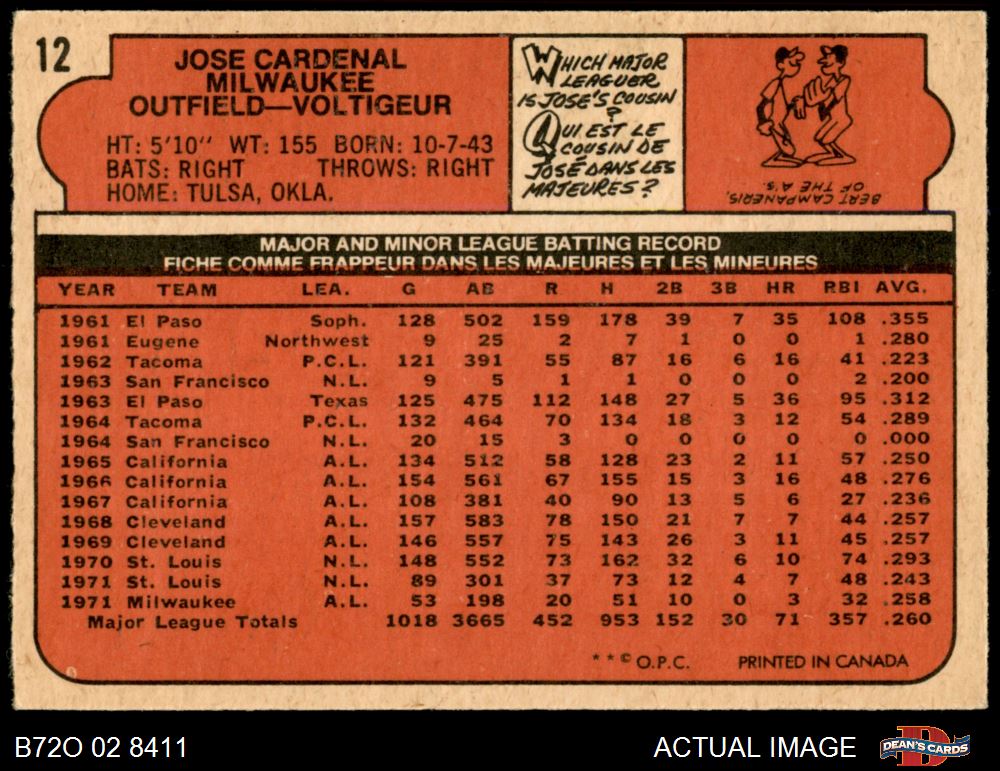 12
JOSE CARDENAL
MILWAUKEE
OUTFIELD—VOLTIGEUR
HT: 5'10" WT: 155 BORN: 10-7-43
BATS: RIGHT THROWS: RIGHT
HOME: TULSA, OKLA.
WHICH MAJOR
LEAGUER
IS JOSE'S COUSIN
?
QUI EST LE
COUSIN DE
JOSÉ DANS LES
MAJEURES?
BERT CAMPANERIS,
OF THE A'S.
MAJOR AND MINOR LEAGUE BATTING RECORD
FICHE COMME FRAPPEUR DANS LES MAJEURES ET LES MINEURES
YEAR TEAM LEA. G AB R H 2B 3B HR RBI AVG.
1961 El Paso Soph. 128 502 159 178 39 7 35 108 .355
1961 Eugene Northwest 9 25 2 7 1 0 0 1 .280
1962 Tacoma P.C.L. 121 391 55 87 16 6 16 41 .223
1963 San Francisco N.L. 9 5 1 1 0 0 0 2 .200
1963 El Paso Texas 125 475 112 148 27 5 36 95 .312
1964 Tacoma P.C.L. 132 464 70 134 18 3 12 54 .289
1964 San Francisco N.L. 20 15 3 0 0 0 0 0 .000
1965 California A.L. 134 512 58 128 23 2 11 57 .250
1966 California A.L. 154 561 67 155 15 3 16 48 .276
1967 California A.L. 108 381 40 90 13 5 6 27 .236
1968 Cleveland A.L. 157 583 78 150 21 7 7 44 .257
1969 Cleveland A.L. 146 557 75 143 26 3 11 45 .257
1970 St. Louis N.L. 148 552 73 162 32 6 10 74 .293
1971 St. Louis N.L. 89 301 37 73 12 4 7 48 .243
1971 Milwaukee A.L. 53 198 20 51 10 0 3 32 .258
Major League Totals 1018 3665 452 953 152 30 71 357 .260
**© O.P.C. PRINTED IN CANADA
B72O 02 8411
ACTUAL IMAGE
DEAN'S CARDS